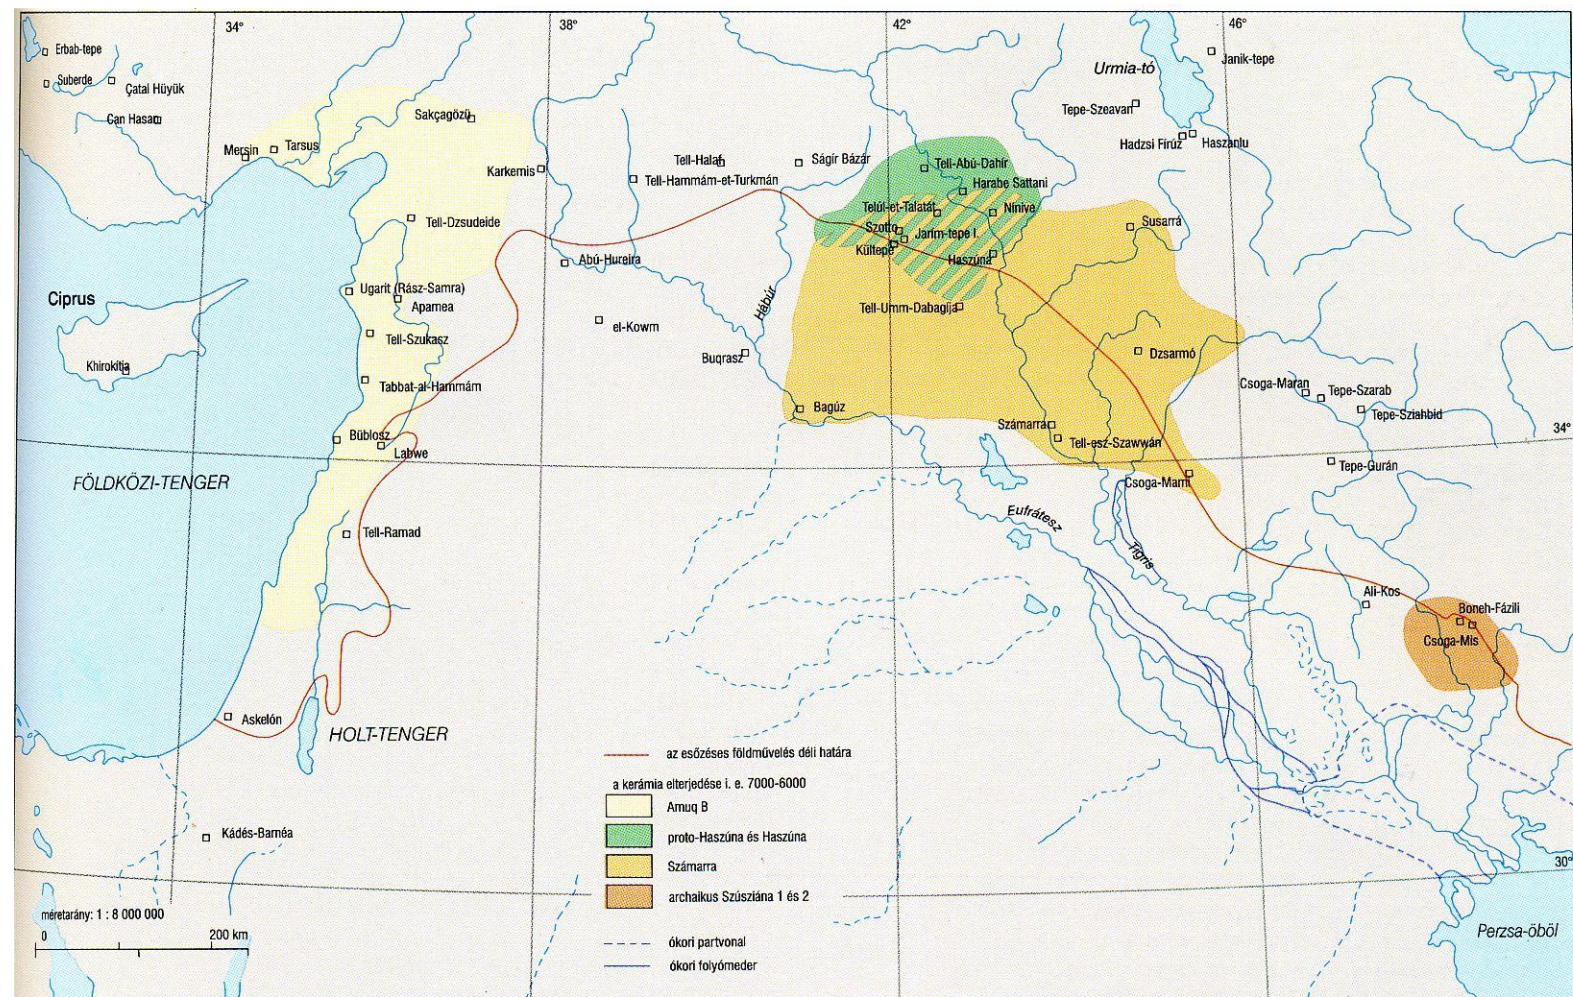 34°
38°
42°
46°
Erbab-tepe
Suberde
Çatal Hüyük
Can Hasam
Mersin
Tarsus
Sakçagözü
Karkemis
Tell-Halaf
Tell-Hammám-et-Turkmán
Ságír Bázár
Tell-Abú-Dahír
Harabe Sattani
Telúl-et-Talatát
Ninive
Szotto
Jarím-tepe I.
Kültepe
Haszúna
Tell-Umm-Dabagíja
Urmia-tó
Janik-tepe
Tepe-Szeavan
Hadzsi Fírúz
Haszanlu
Susarrá
Tell-Dzsudeide
Abú-Hureira
Ugarit (Rász-Samra)
Apamea
el-Kowm
Hábúr
Buqrasz
Ciprus
Khirokitja
Tell-Szukasz
Tabbat-al-Hammám
Bagúz
Dzsarmó
Csoga-Maran
Tepe-Szarab
Tepe-Sziahbid
Számarra
Tell-esz-Szawwán
34°
Büblosz
Labwe
Csoga-Mami
Tepe-Gurán
FÖLDKÖZI-TENGER
Eufrátesz
Tigris
Tell-Ramad
Ali-Kos
Boneh-Fázili
Csoga-Mis
Askelón
HOLT-TENGER
Kádés-Barnéa
az esőzéses földművelés déli határa
a kerámia elterjedése i. e. 7000-6000
Amuq B
proto-Haszúna és Haszúna
Számarra
archaikus Szúsziána 1 és 2
ókori partvonal
ókori folyómeder
30°
Perzsa-öböl
méretarány: 1 : 8 000 000
0
200 km